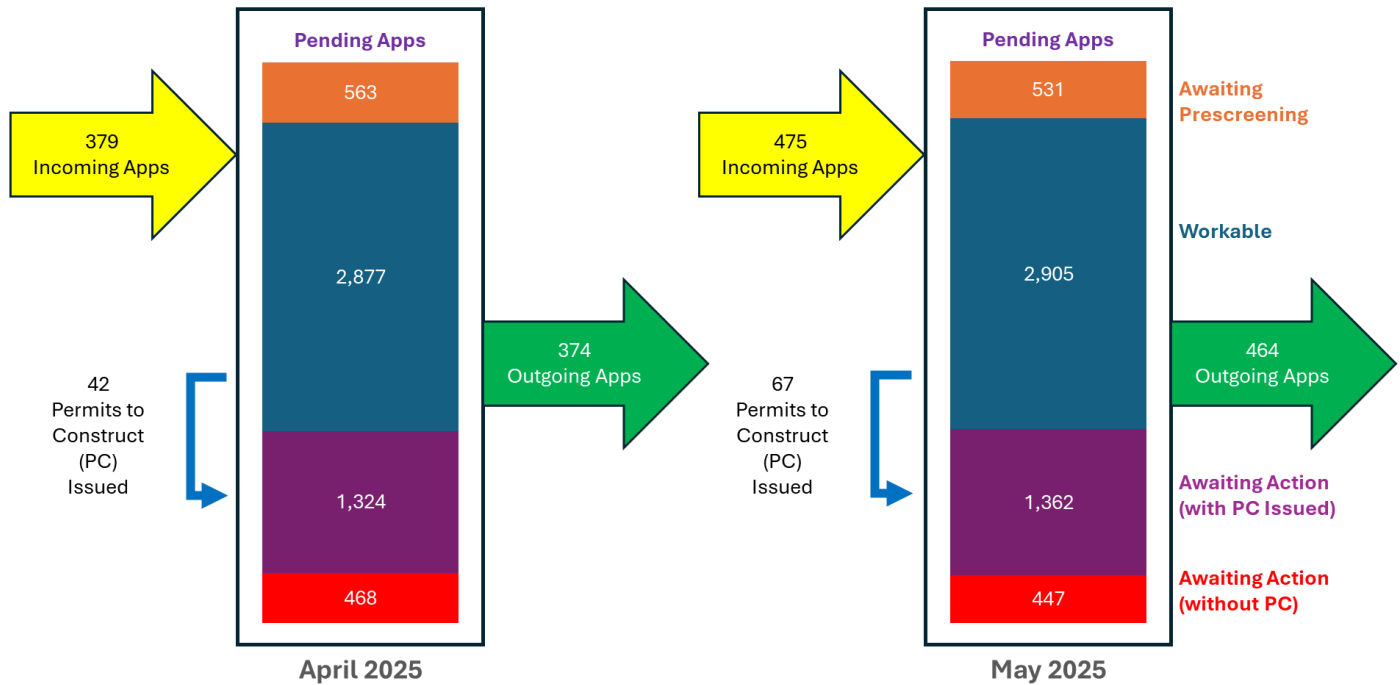 Pending Apps
563
379
Incoming Apps
2,877
374
Outgoing Apps
42
Permits to
Construct
(PC)
Issued
1,324
468
April 2025
Pending Apps
531
Awaiting
Prescreening
475
Incoming Apps
Workable
2,905
464
Outgoing Apps
67
Permits to
Construct
(PC)
Issued
1,362
Awaiting Action
(with PC Issued)
447
Awaiting Action
(without PC)
May 2025